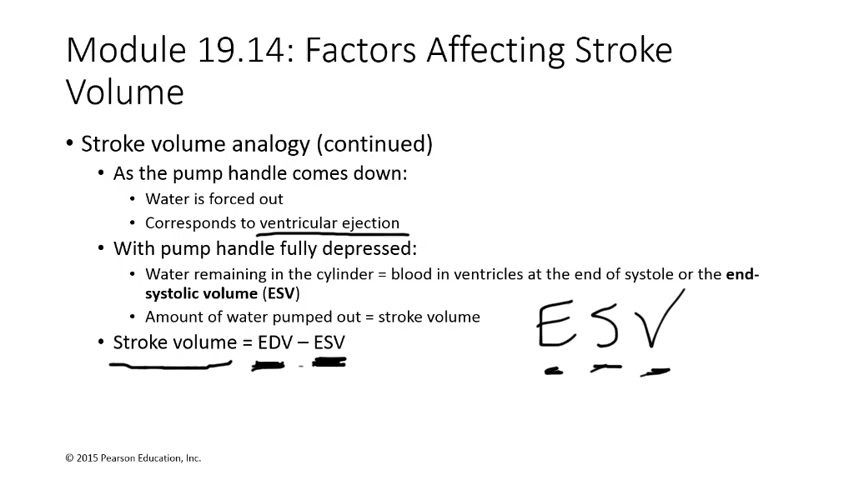 Module 19.14: Factors Affecting Stroke
Volume
• Stroke volume analogy (continued)
• As the pump handle comes down:
• Water is forced out
• Corresponds to ventricular ejection
• With pump handle fully depressed:
• Water remaining in the cylinder = blood in ventricles at the end of systole or the end-
systolic volume (ESV)
• Amount of water pumped out = stroke volume
• Stroke volume = EDV – ESV
ESV
© 2015 Pearson Education, Inc.